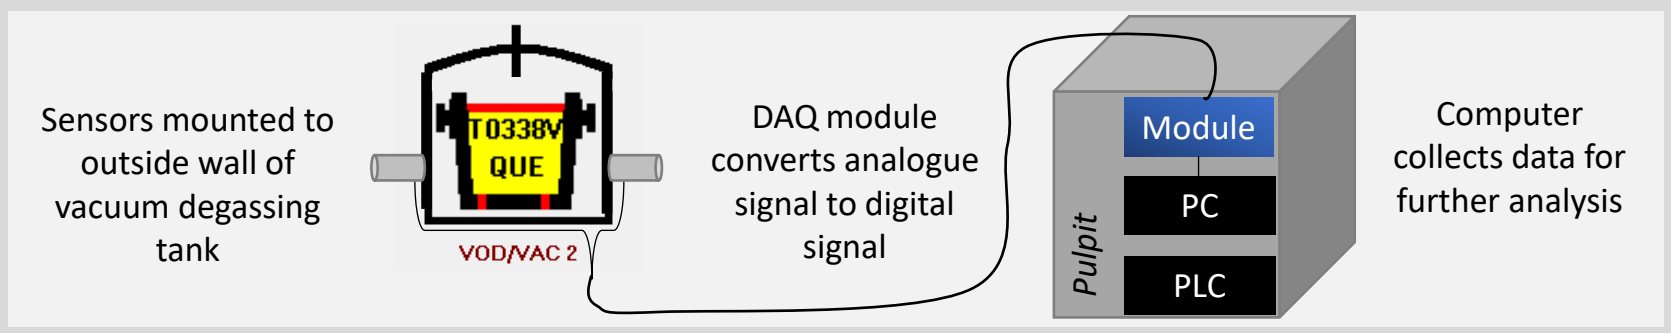 Sensors mounted to
outside wall of
vacuum degassing
tank
T0338V
QUE
VOD/VAC 2
DAQ module
converts analogue
signal to digital
signal
Pulpit
Module
PC
PLC
Computer
collects data for
further analysis